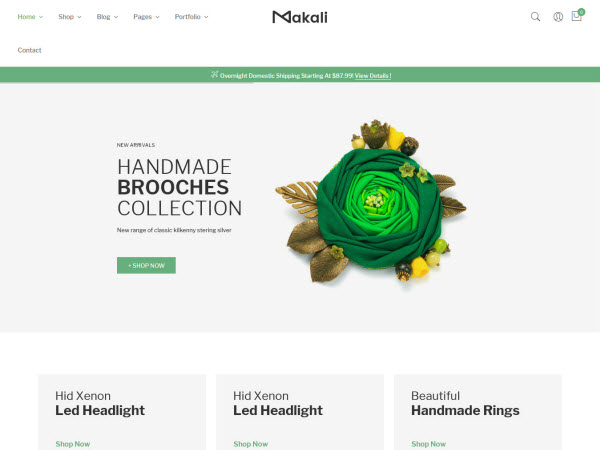 Home
Shop
Blog
Pages
Portfolio
Makali
0
Contact
Overnight Domestic Shipping Starting At $87.99! View Details !
NEW ARRIVALS
HANDMADE
BROOCHES
COLLECTION
New range of classic kilkenny stering silver
+ SHOP NOW
Hid Xenon
Led Headlight
Shop Now
Hid Xenon
Led Headlight
Shop Now
Beautiful
Handmade Rings
Shop Now